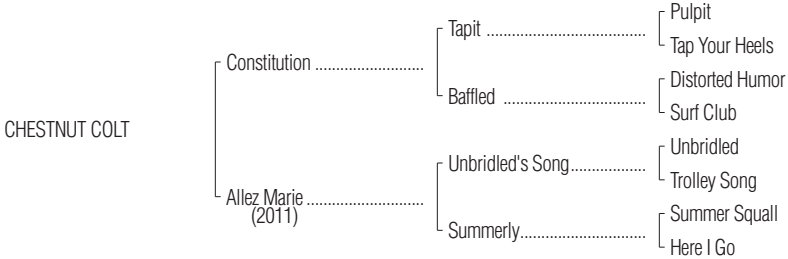 Pulpit
Tapit ......................................
Tap Your Heels
Constitution ..........................
Distorted Humor
Baffled ..................................
Surf Club
CHESTNUT COLT
Unbridled
Unbridled's Song....................
Trolley Song
Allez Marie ............................
(2011)
Summer Squall
Summerly...............................
Here I Go